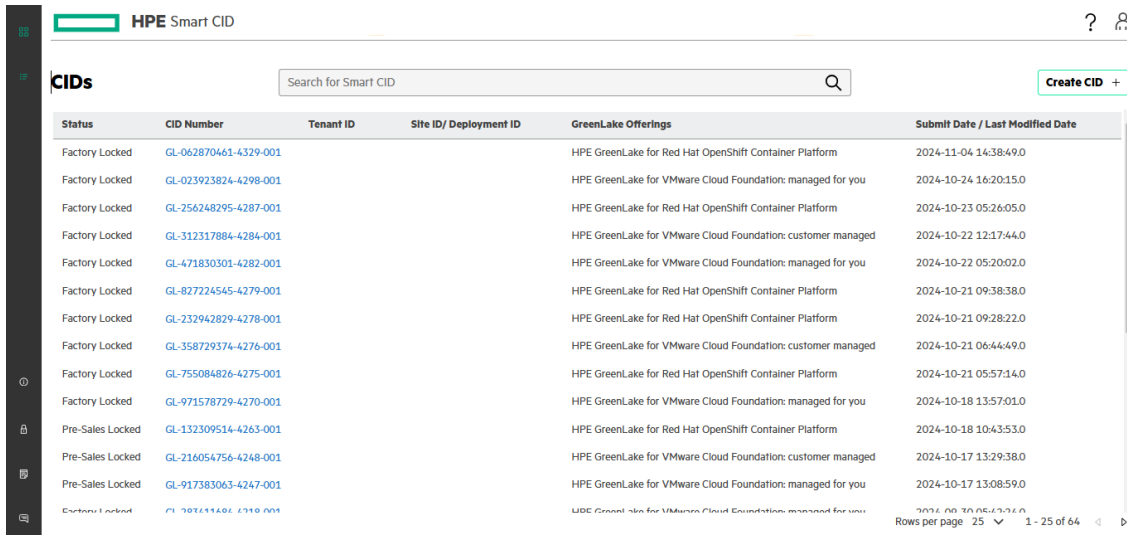 HPE Smart CID
?
CIDs
Search for Smart CID
Create CID +
Status CID Number Tenant ID Site ID/ Deployment ID GreenLake Offerings Submit Date / Last Modified Date
Factory Locked GL-062870461-4329-001 HPE GreenLake for Red Hat OpenShift Container Platform 2024-11-04 14:38:49.0
Factory Locked GL-023923824-4298-001 HPE GreenLake for VMware Cloud Foundation: managed for you 2024-10-24 16:20:15.0
Factory Locked GL-256248295-4287-001 HPE GreenLake for Red Hat OpenShift Container Platform 2024-10-23 05:26:05.0
Factory Locked GL-312317884-4284-001 HPE GreenLake for VMware Cloud Foundation: customer managed 2024-10-22 12:17:44.0
Factory Locked GL-471830301-4282-001 HPE GreenLake for VMware Cloud Foundation: managed for you 2024-10-22 05:20:02.0
Factory Locked GL-827224545-4279-001 HPE GreenLake for Red Hat OpenShift Container Platform 2024-10-21 09:38:38.0
Factory Locked GL-232942829-4278-001 HPE GreenLake for Red Hat OpenShift Container Platform 2024-10-21 09:28:22.0
Factory Locked GL-358729374-4276-001 HPE GreenLake for VMware Cloud Foundation: customer managed 2024-10-21 06:44:49.0
Factory Locked GL-755084826-4275-001 HPE GreenLake for Red Hat OpenShift Container Platform 2024-10-21 05:57:14.0
Factory Locked GL-971578729-4270-001 HPE GreenLake for VMware Cloud Foundation: managed for you 2024-10-18 13:57:01.0
Pre-Sales Locked GL-132309514-4263-001 HPE GreenLake for Red Hat OpenShift Container Platform 2024-10-18 10:43:53.0
Pre-Sales Locked GL-216054756-4248-001 HPE GreenLake for VMware Cloud Foundation: customer managed 2024-10-17 13:29:38.0
Pre-Sales Locked GL-917383063-4247-001 HPE GreenLake for VMware Cloud Foundation: managed for you 2024-10-17 13:08:59.0
Factory Locked HPE GreenLake for VMware Cloud Foundation: managed for you
Rows per page 25 1 - 25 of 64